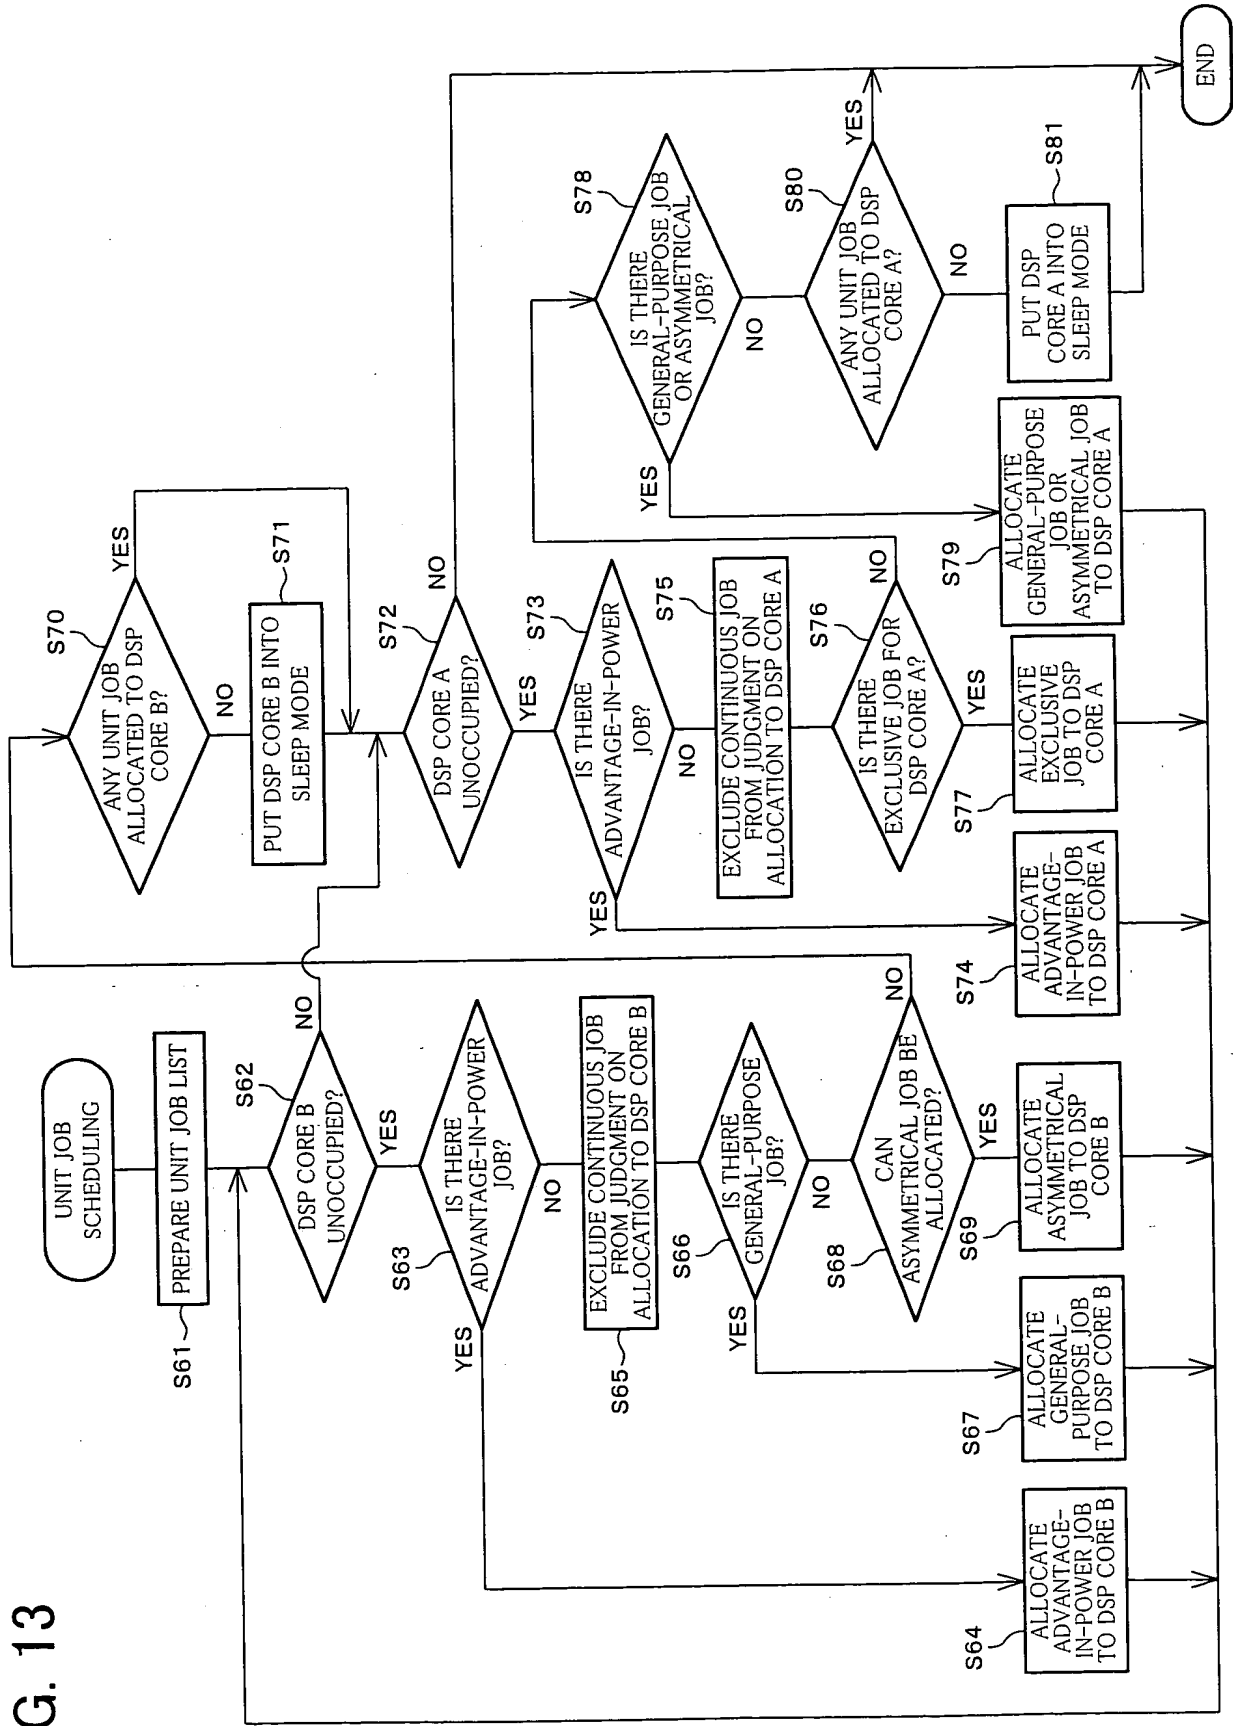 G. 13
UNIT JOB
SCHEDULING
S61
PREPARE UNIT JOB LIST
S62
DSP CORE B
UNOCCUPIED?
NO
YES
S63
IS THERE
ADVANTAGE-IN-POWER
JOB?
YES
NO
S64
ALLOCATE
ADVANTAGE-
IN-POWER JOB
TO DSP CORE B
S65
EXCLUDE CONTINUOUS JOB
FROM JUDGMENT ON
ALLOCATION TO DSP CORE B
S66
IS THERE
GENERAL-PURPOSE
JOB?
YES
NO
S67
ALLOCATE
GENERAL-
PURPOSE JOB
TO DSP CORE B
S68
CAN
ASYMMETRICAL JOB BE
ALLOCATED?
NO
YES
S69
ALLOCATE
ASYMMETRICAL
JOB TO DSP
CORE B
S70
ANY UNIT JOB
ALLOCATED TO DSP
CORE B?
YES
NO
S71
PUT DSP CORE B INTO
SLEEP MODE
S72
DSP CORE A
UNOCCUPIED?
NO
YES
S73
IS THERE
ADVANTAGE-IN-POWER
JOB?
YES
NO
S74
ALLOCATE
ADVANTAGE-
IN-POWER JOB
TO DSP CORE A
S75
EXCLUDE CONTINUOUS JOB
FROM JUDGMENT ON
ALLOCATION TO DSP CORE A
S76
IS THERE
EXCLUSIVE JOB FOR
DSP CORE A?
NO
YES
S77
ALLOCATE
EXCLUSIVE
JOB TO DSP
CORE A
S78
IS THERE
GENERAL-PURPOSE JOB
OR ASYMMETRICAL
JOB?
YES
NO
S79
ALLOCATE
GENERAL-PURPOSE
JOB OR
ASYMMETRICAL JOB
TO DSP CORE A
S80
ANY UNIT JOB
ALLOCATED TO DSP
CORE A?
YES
NO
S81
PUT DSP
CORE A INTO
SLEEP MODE
END